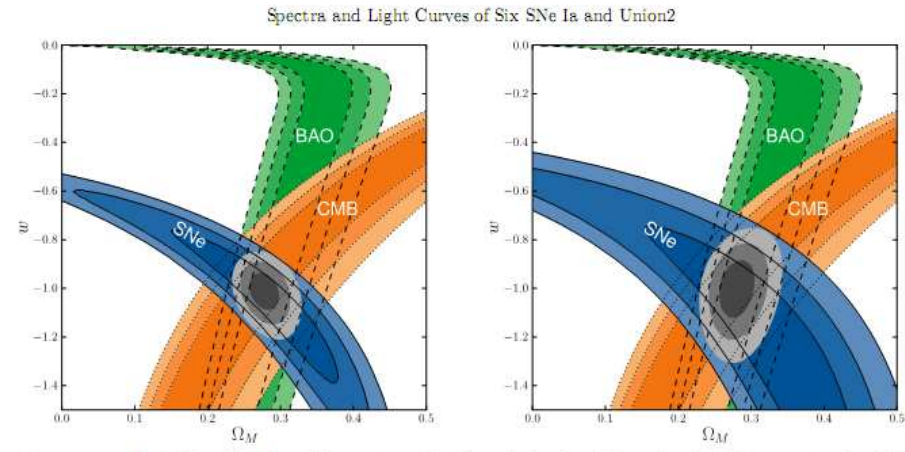 Spectra and Light Curves of Six SNe Ia and Union2
0.0
−0.2
−0.4
−0.6
−0.8
−1.0
−1.2
−1.4
w
BAO
CMB
SNe
0.0 0.1 0.2 0.3 0.4 0.5
Ω_M
0.0
−0.2
−0.4
−0.6
−0.8
−1.0
−1.2
−1.4
w
BAO
CMB
SNe
0.0 0.1 0.2 0.3 0.4 0.5
Ω_M